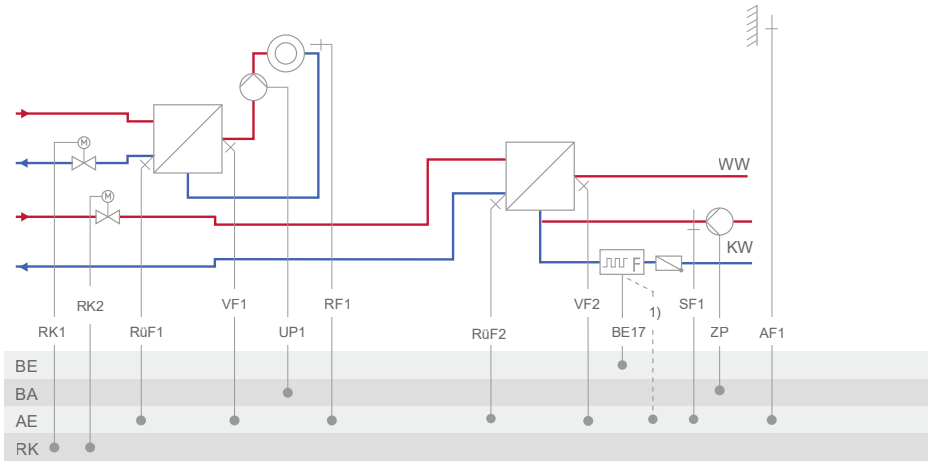 M
M
WW
F
KW
RK1
RK2
RüF1
VF1
UP1
RF1
RüF2
VF2
BE17
1)
SF1
ZP
AF1
BE
BA
AE
RK